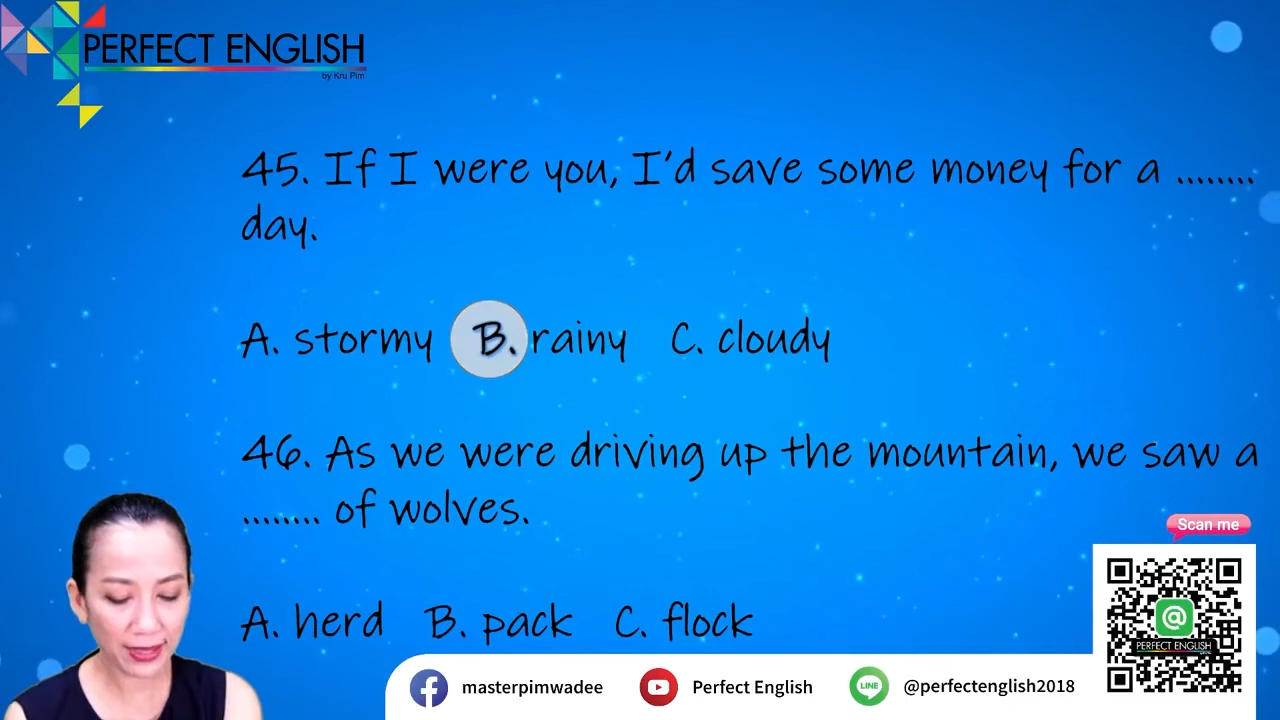 PERFECT ENGLISH
by Kru Pim
45. If I were you, I'd save some money for a ........
day.
A. stormy B. rainy C. cloudy
46. As we were driving up the mountain, we saw a
........ of wolves.
A. herd B. pack C. flock
Scan me
@
PERFECT ENGLISH
masterpimwadee
Perfect English
LINE
@perfectenglish2018